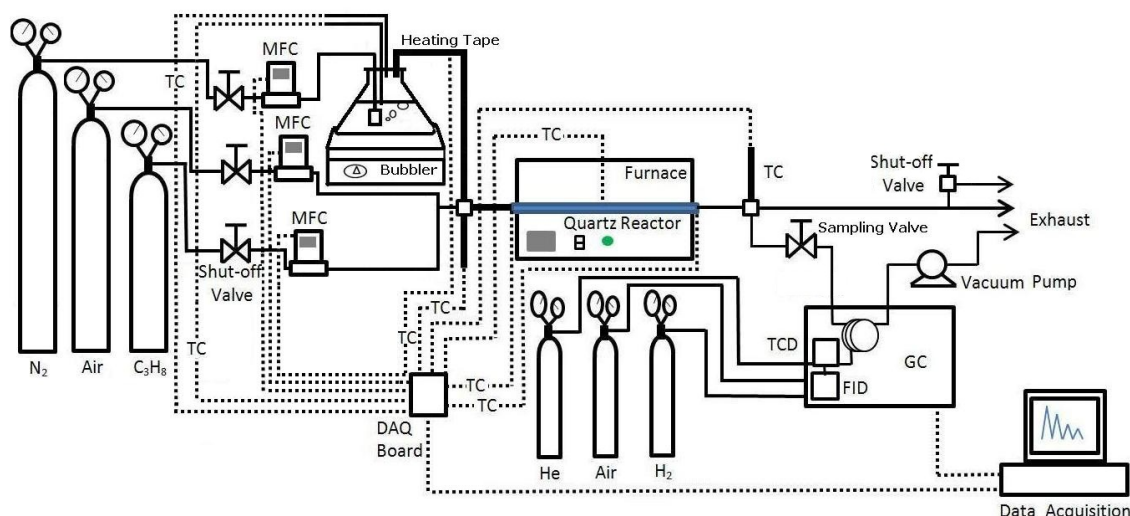 Heating Tape
MFC
TC
MFC
Bubbler
TC
Furnace
TC
Shut-off
Valve
Quartz Reactor
Sampling Valve
Exhaust
MFC
Shut-off
Valve
TC
Vacuum Pump
TC
TC
TCD
GC
N2
Air
C3H8
TC
FID
TC
DAQ
Board
He
Air
H2
Data Acquisition